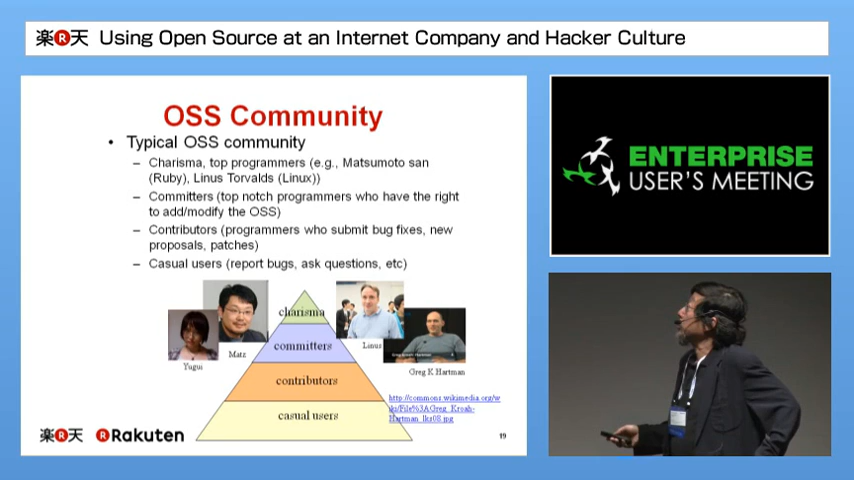 楽R天 Using Open Source at an Internet Company and Hacker Culture
OSS Community
• Typical OSS community
– Charisma, top programmers (e.g., Matsumoto san
(Ruby), Linus Torvalds (Linux))
– Committers (top notch programmers who have the right
to add/modify the OSS)
– Contributors (programmers who submit bug fixes, new
proposals, patches)
– Casual users (report bugs, ask questions, etc)
charisma
committers
contributors
casual users
Yugui
Matz
Linus
Greg K Hartman
http://commons.wikimedia.org/w
iki/File%3AGreg_Kroah-
Hartman_lks08.jpg
楽R天 R Rakuten
19
ENTERPRISE
USER'S MEETING